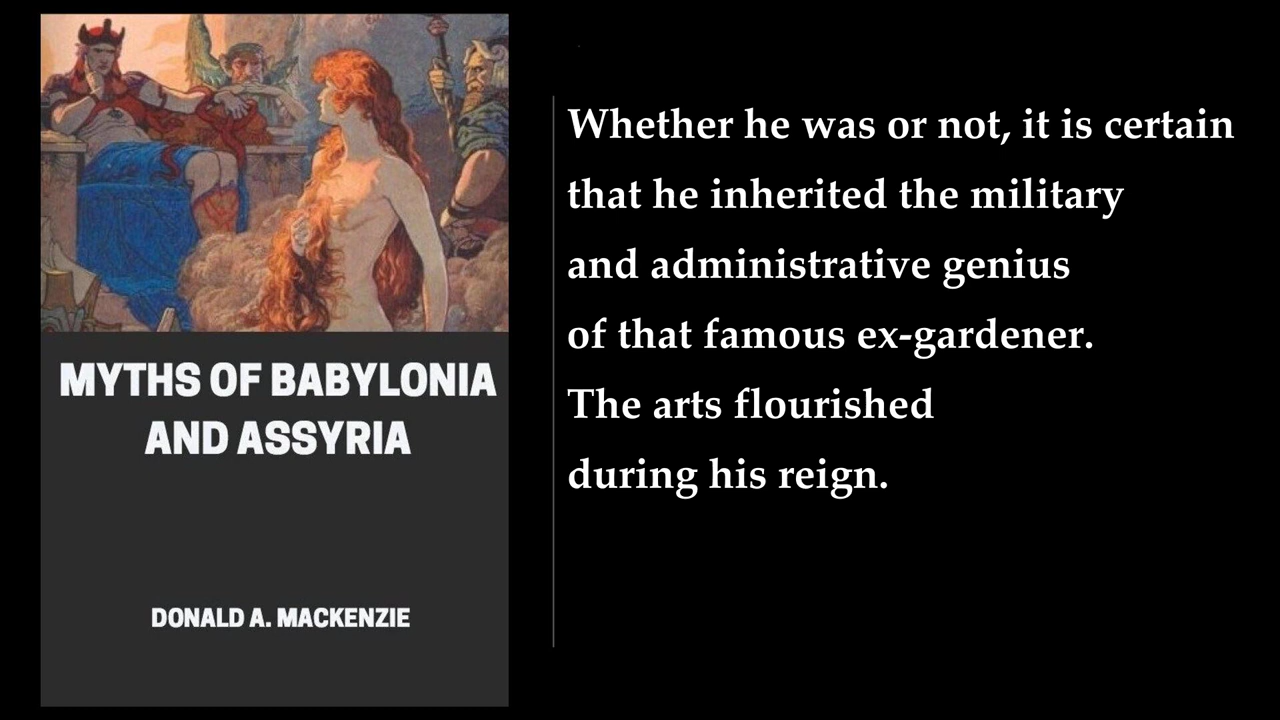 MYTHS OF BABYLONIA
AND ASSYRIA
DONALD A. MACKENZIE
Whether he was or not, it is certain
that he inherited the military
and administrative genius
of that famous ex-gardener.
The arts flourished
during his reign.